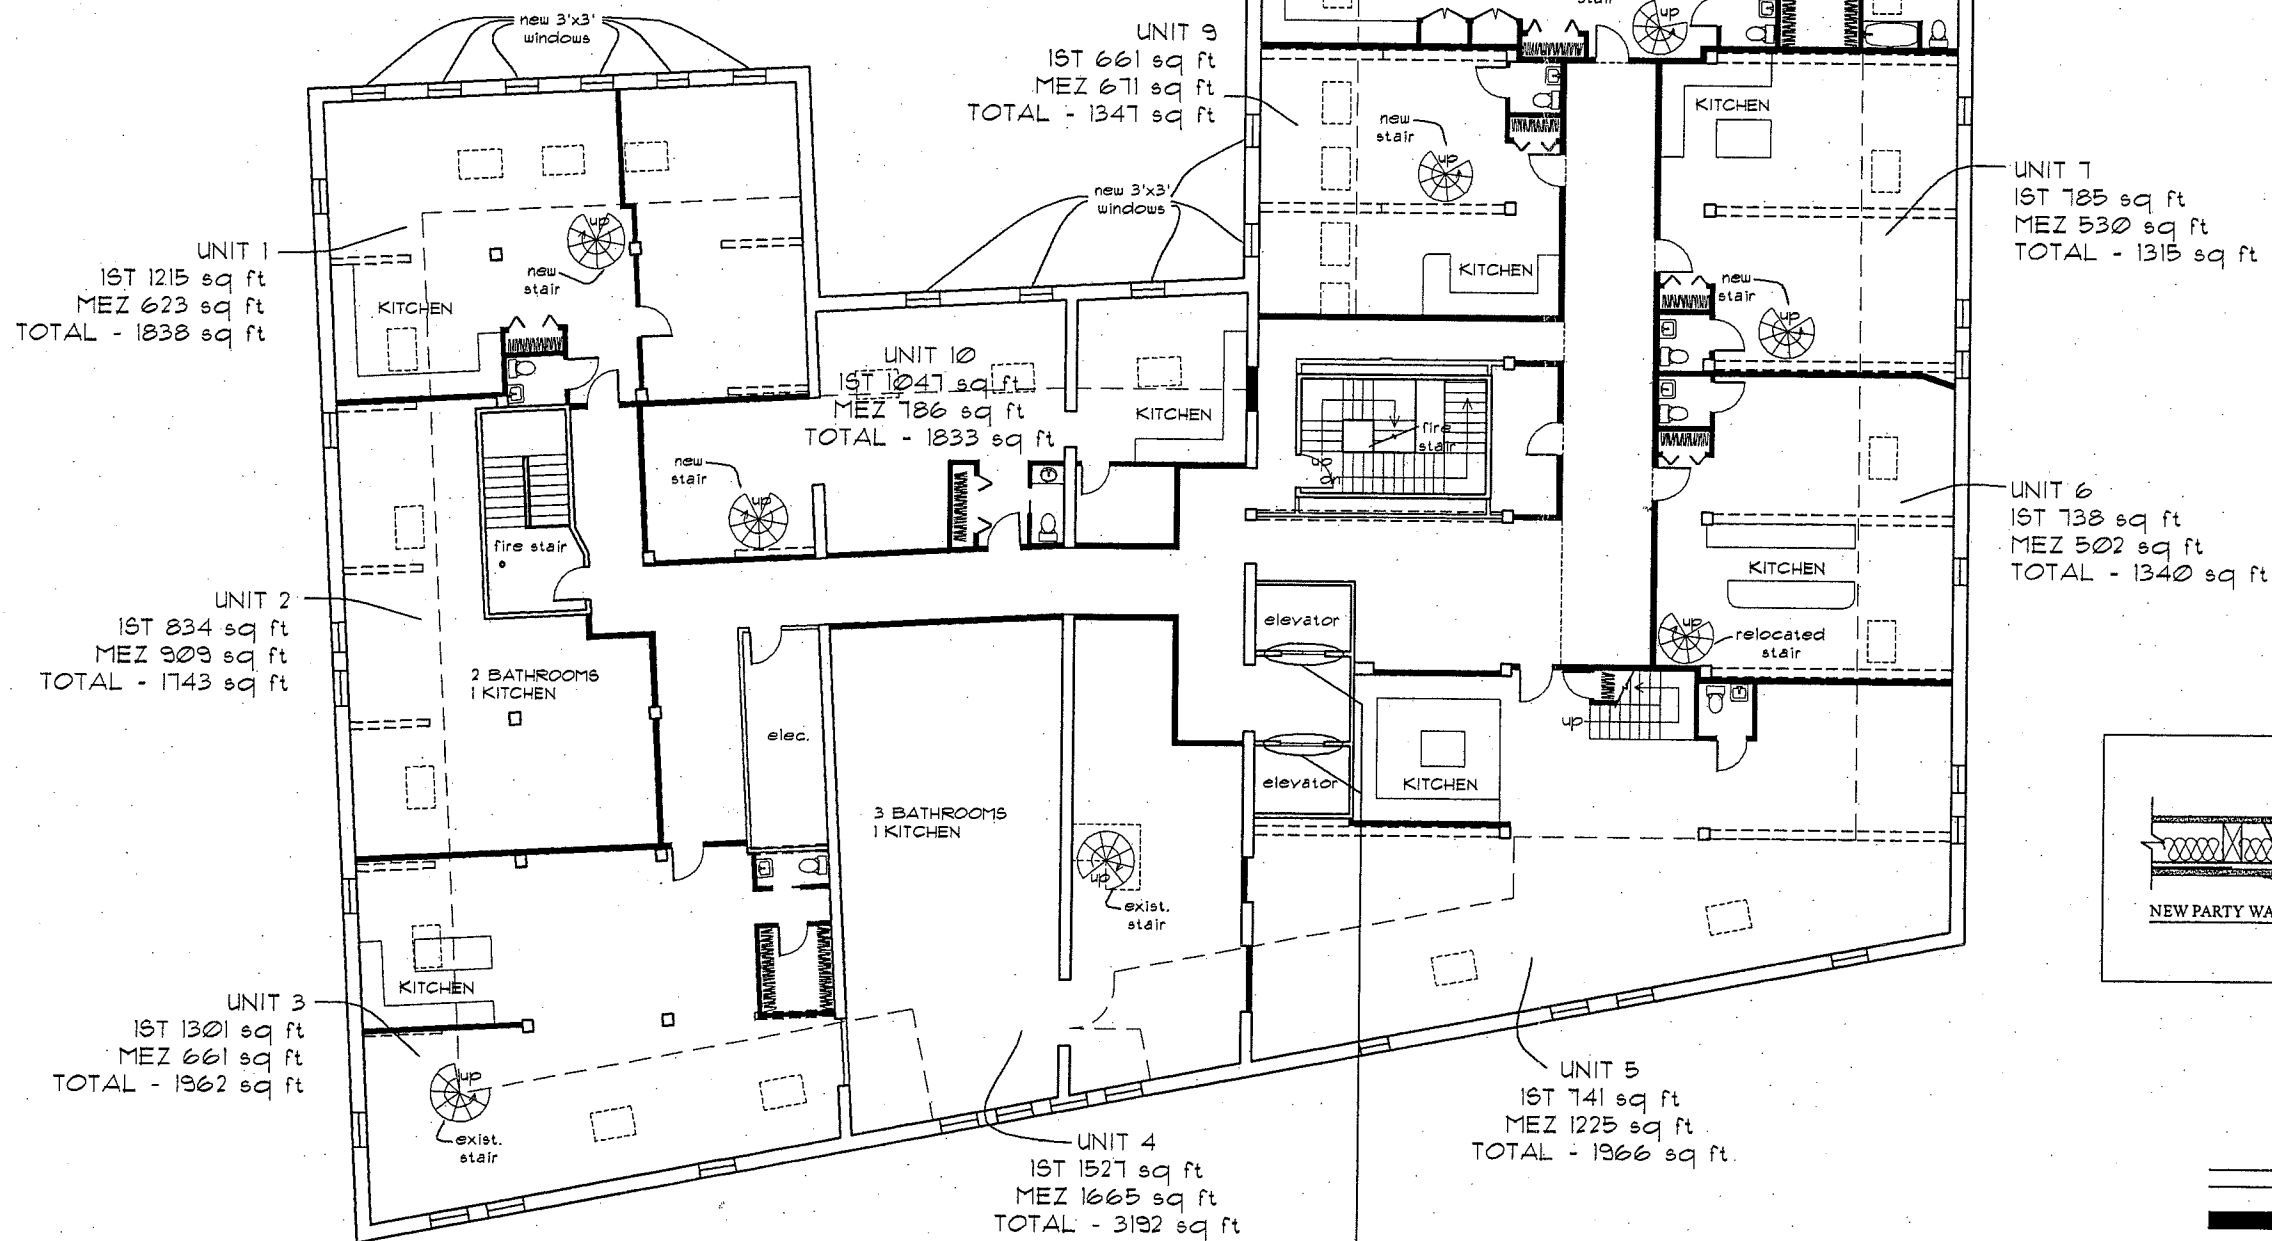 new 3'x3'
windows
UNIT 9
1ST 661 sq ft
MEZ 671 sq ft
TOTAL - 1347 sq ft
stair
up
KITCHEN
new
stair
up
KITCHEN
new 3'x3'
windows
UNIT 7
1ST 785 sq ft
MEZ 530 sq ft
TOTAL - 1315 sq ft
new
stair
up
UNIT 1
1ST 1215 sq ft
MEZ 623 sq ft
TOTAL - 1838 sq ft
up
new
stair
KITCHEN
UNIT 10
1ST 1047 sq ft
MEZ 786 sq ft
TOTAL - 1833 sq ft
KITCHEN
new
stair
up
fire
stair
up
dn
UNIT 6
1ST 738 sq ft
MEZ 502 sq ft
TOTAL - 1340 sq ft
KITCHEN
up
relocated
stair
fire stair
UNIT 2
1ST 834 sq ft
MEZ 909 sq ft
TOTAL - 1743 sq ft
2 BATHROOMS
1 KITCHEN
elec.
elevator
elevator
KITCHEN
up
3 BATHROOMS
1 KITCHEN
up
exist.
stair
NEW PARTY WA
KITCHEN
UNIT 3
1ST 1301 sq ft
MEZ 661 sq ft
TOTAL - 1962 sq ft
up
exist.
stair
UNIT 4
1ST 1527 sq ft
MEZ 1665 sq ft
TOTAL - 3192 sq ft
UNIT 5
1ST 741 sq ft
MEZ 1225 sq ft
TOTAL - 1966 sq ft.